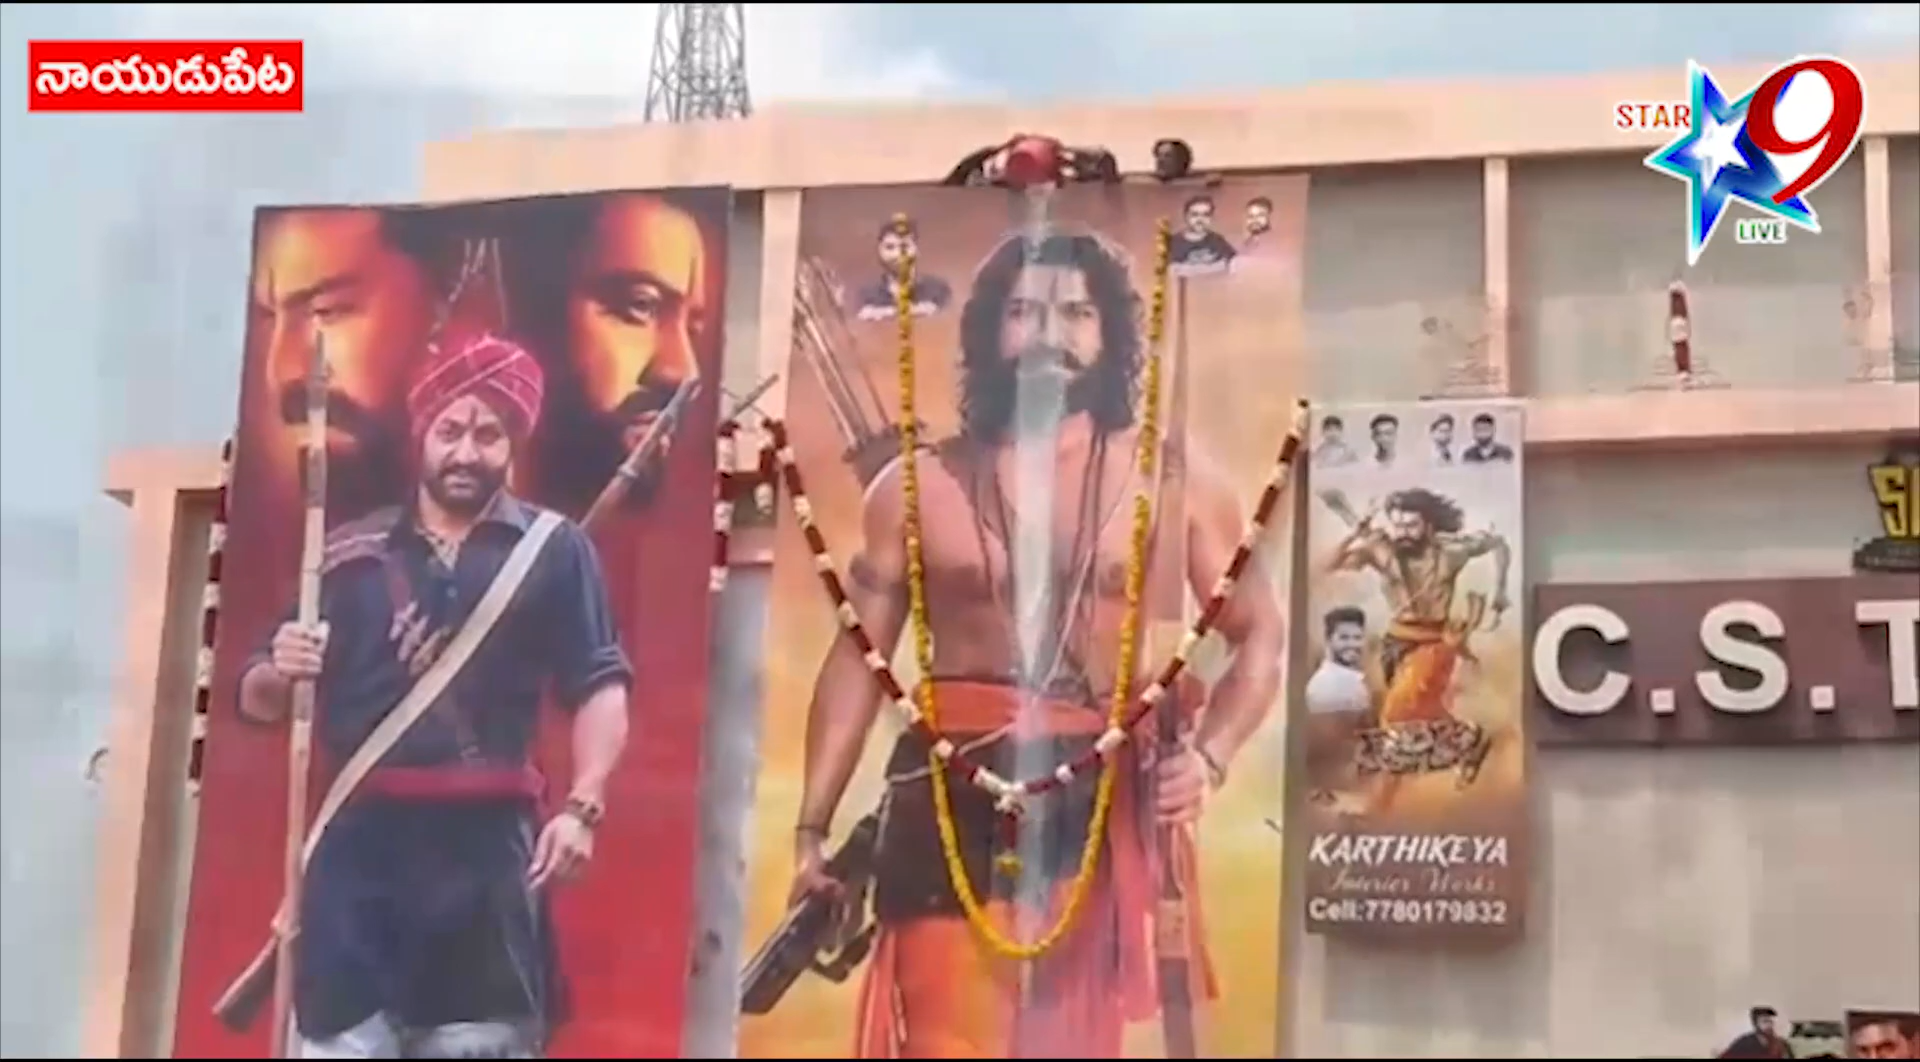 నాయుడుపేట
STAR 9
LIVE
C.S.T
KARTHIKEYA
Interior Works
Cell:7780179832